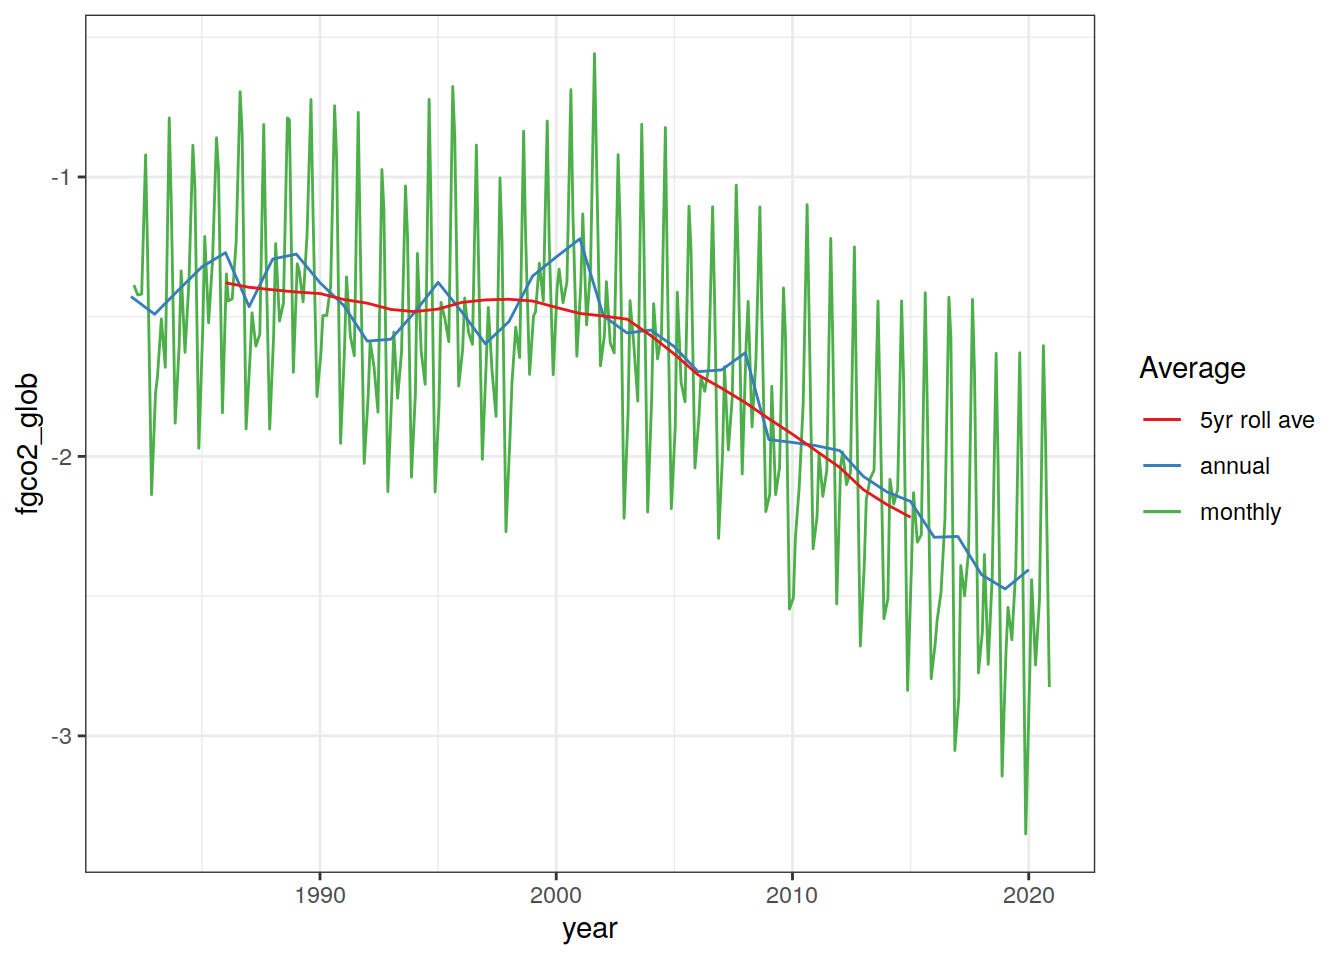 -1
-2
-3
fgco2_glob
1990
2000
2010
2020
year
Average
5yr roll ave
annual
monthly